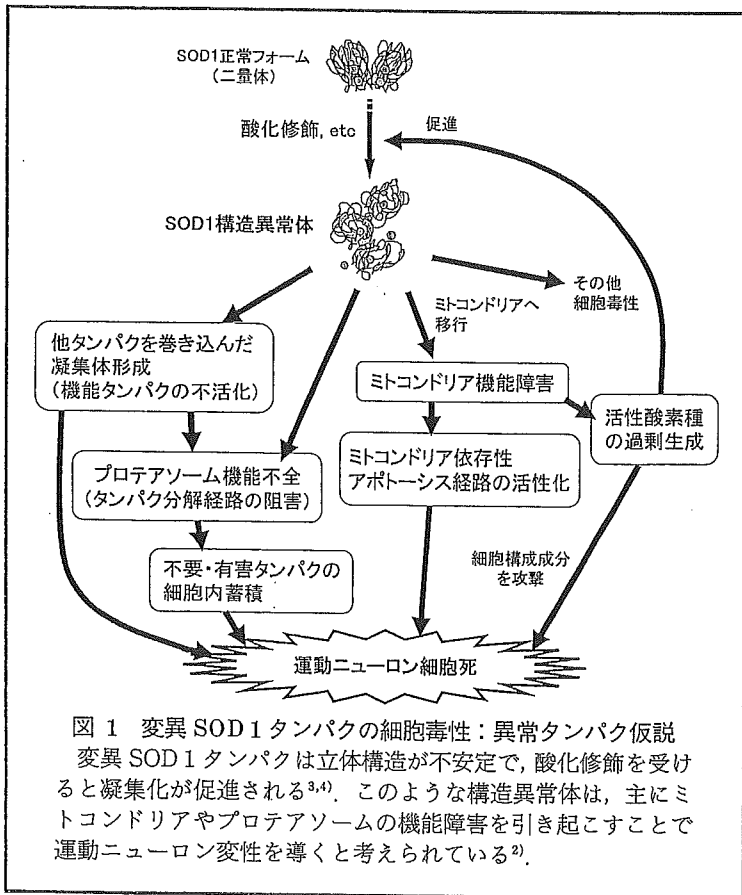 SOD1正常フォーム
(二量体)
酸化修飾, etc
促進
SOD1構造異常体
その他
細胞毒性
ミトコンドリアへ
移行
他タンパクを巻き込んだ
凝集体形成
(機能タンパクの不活化)
ミトコンドリア機能障害
活性酸素種
の過剰生成
プロテアソーム機能不全
(タンパク分解経路の阻害)
ミトコンドリア依存性
アポトーシス経路の活性化
不要・有害タンパクの
細胞内蓄積
細胞構成成分
を攻撃
運動ニューロン細胞死
図 1 変異 SOD 1 タンパクの細胞毒性：異常タンパク仮説
変異 SOD 1 タンパクは立体構造が不安定で, 酸化修飾を受け
ると凝集化が促進される3,4). このような構造異常体は, 主にミ
トコンドリアやプロテアソームの機能障害を引き起こすことで
運動ニューロン変性を導くと考えられている2).